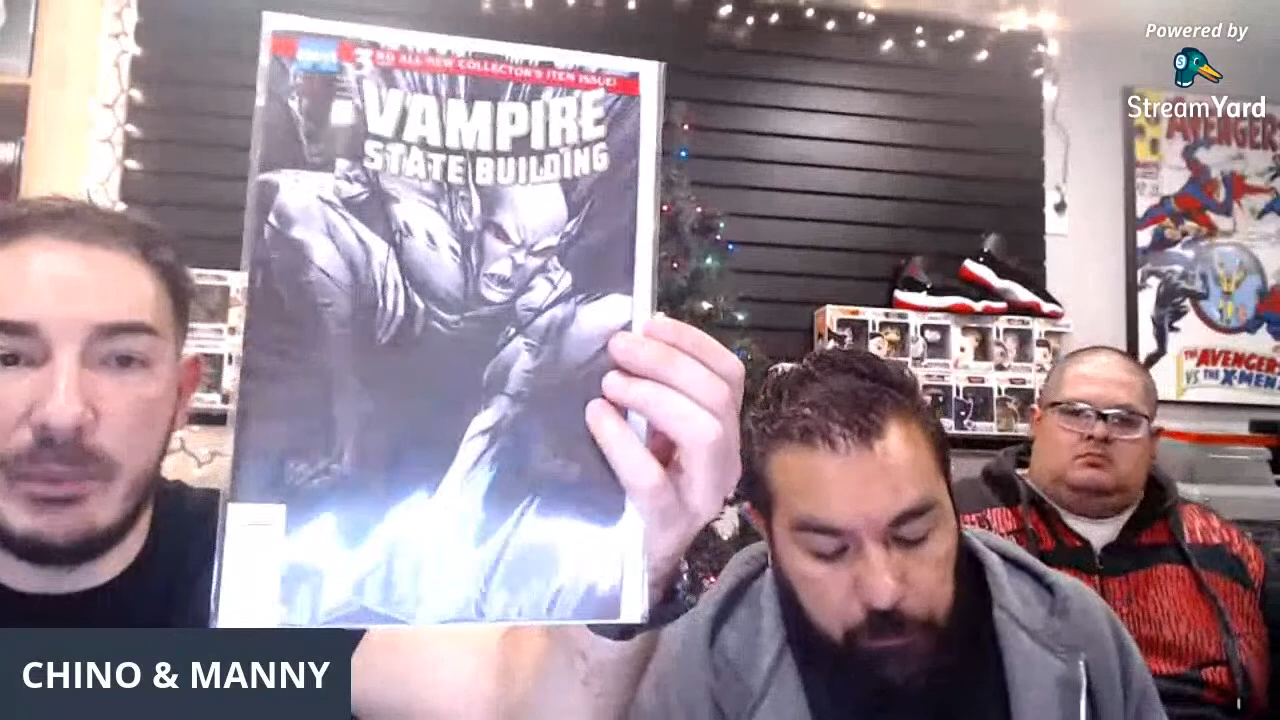 Powered by
StreamYard
3RD ALL-NEW COLLECTOR'S ITEM ISSUE!
VAMPIRE
STATE BUILDING
AVENGERS
THE AVENGERS
VS THE X-MEN
CHINO & MANNY